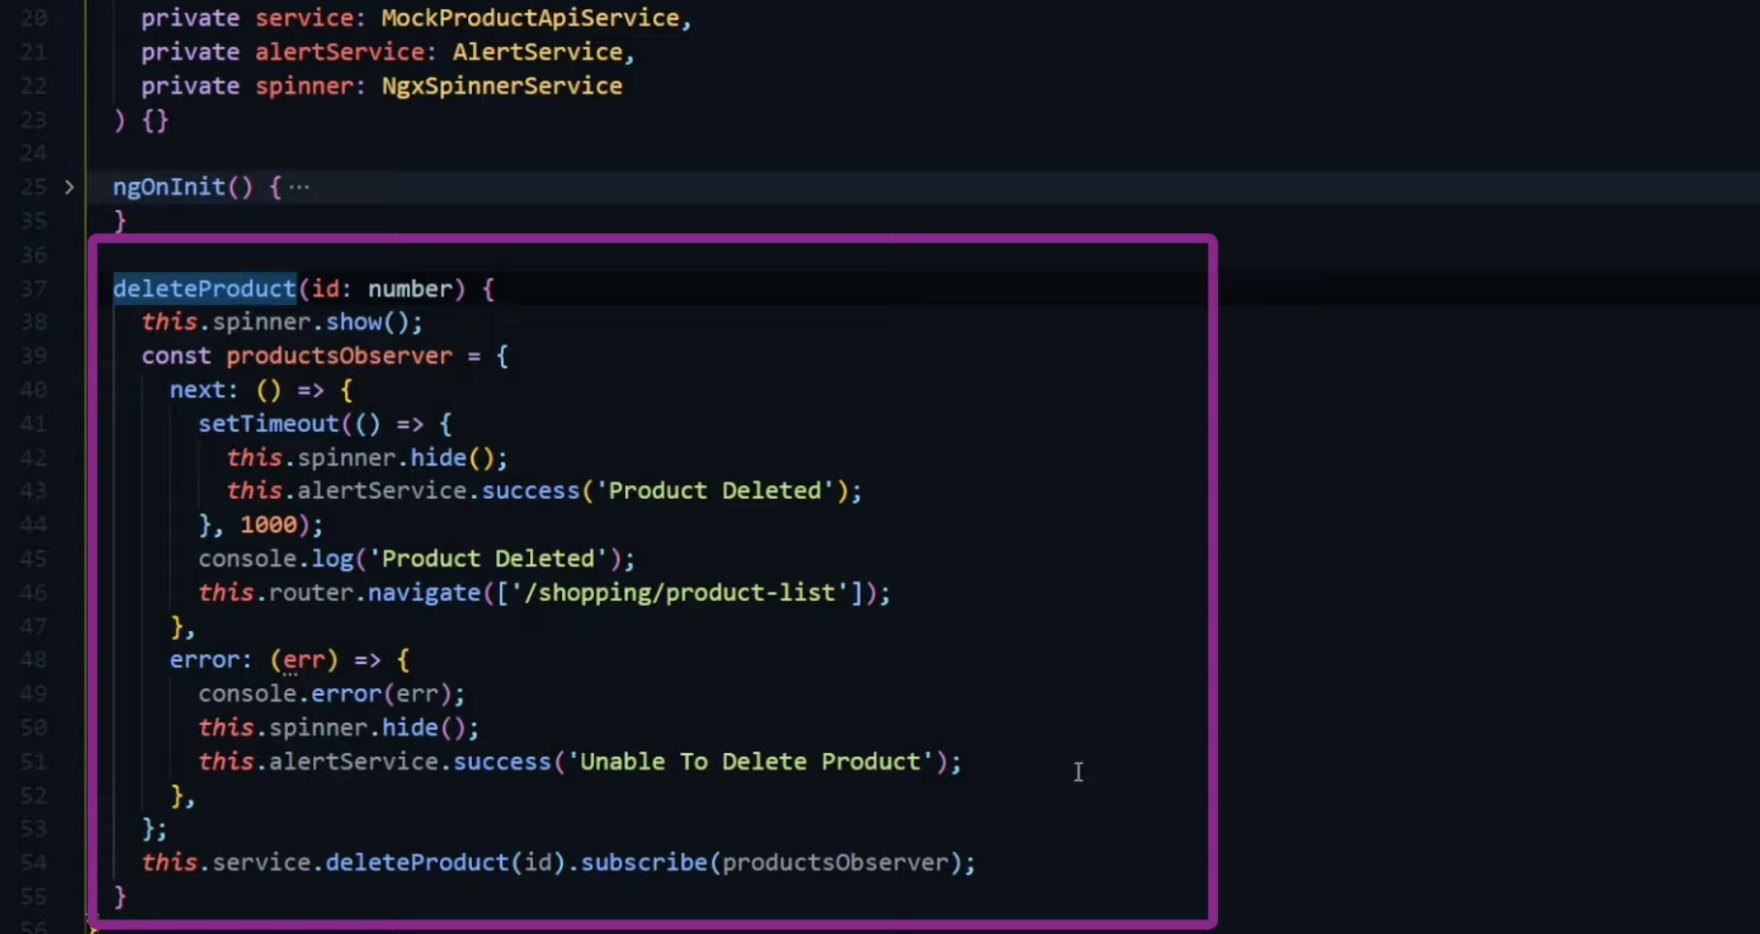 20 private service: MockProductApiService,
21 private alertService: AlertService,
22 private spinner: NgxSpinnerService
23 ) {}
24
25 > ngOnInit() { ···
35 }
36
37 deleteProduct(id: number) {
38 this.spinner.show();
39 const productsObserver = {
40 next: () => {
41 setTimeout(() => {
42 this.spinner.hide();
43 this.alertService.success('Product Deleted');
44 }, 1000);
45 console.log('Product Deleted');
46 this.router.navigate(['/shopping/product-list']);
47 },
48 error: (err) => {
49 console.error(err);
50 this.spinner.hide();
51 this.alertService.success('Unable To Delete Product');
52 },
53 };
54 this.service.deleteProduct(id).subscribe(productsObserver);
55 }
56 }